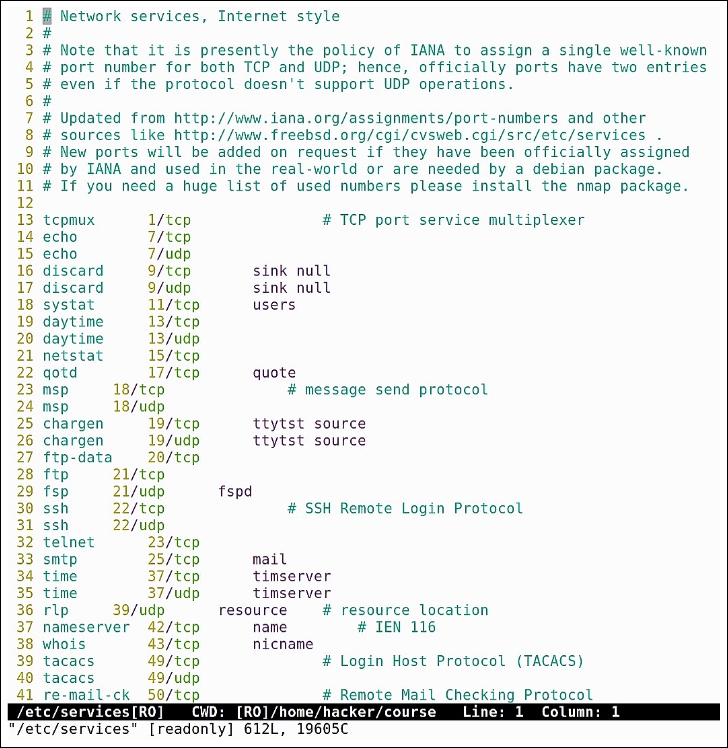 1 # Network services, Internet style
2 #
3 # Note that it is presently the policy of IANA to assign a single well-known
4 # port number for both TCP and UDP; hence, officially ports have two entries
5 # even if the protocol doesn't support UDP operations.
6 #
7 # Updated from http://www.iana.org/assignments/port-numbers and other
8 # sources like http://www.freebsd.org/cgi/cvsweb.cgi/src/etc/services .
9 # New ports will be added on request if they have been officially assigned
10 # by IANA and used in the real-world or are needed by a debian package.
11 # If you need a huge list of used numbers please install the nmap package.
12
13 tcpmux 1/tcp # TCP port service multiplexer
14 echo 7/tcp
15 echo 7/udp
16 discard 9/tcp sink null
17 discard 9/udp sink null
18 systat 11/tcp users
19 daytime 13/tcp
20 daytime 13/udp
21 netstat 15/tcp
22 qotd 17/tcp quote
23 msp 18/tcp # message send protocol
24 msp 18/udp
25 chargen 19/tcp ttytst source
26 chargen 19/udp ttytst source
27 ftp-data 20/tcp
28 ftp 21/tcp
29 fsp 21/udp fspd
30 ssh 22/tcp # SSH Remote Login Protocol
31 ssh 22/udp
32 telnet 23/tcp
33 smtp 25/tcp mail
34 time 37/tcp timserver
35 time 37/udp timserver
36 rlp 39/udp resource # resource location
37 nameserver 42/tcp name # IEN 116
38 whois 43/tcp nicname
39 tacacs 49/tcp # Login Host Protocol (TACACS)
40 tacacs 49/udp
41 re-mail-ck 50/tcp # Remote Mail Checking Protocol
/etc/services[RO] CWD: [RO]/home/hacker/course Line: 1 Column: 1
"/etc/services" [readonly] 612L, 19605C